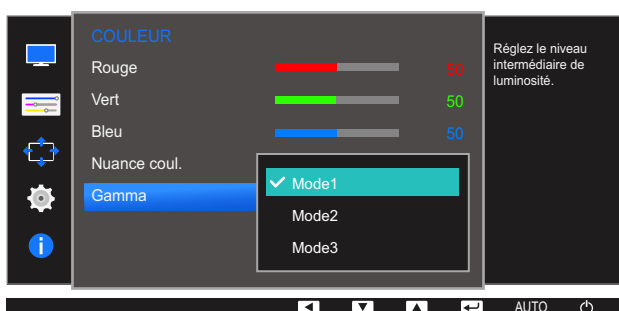 COULEUR
Rouge 50
Vert 50
Bleu 50
Nuance coul.
Gamma
Mode1
Mode2
Mode3
Réglez le niveau
intermédiaire de
luminosité.
AUTO